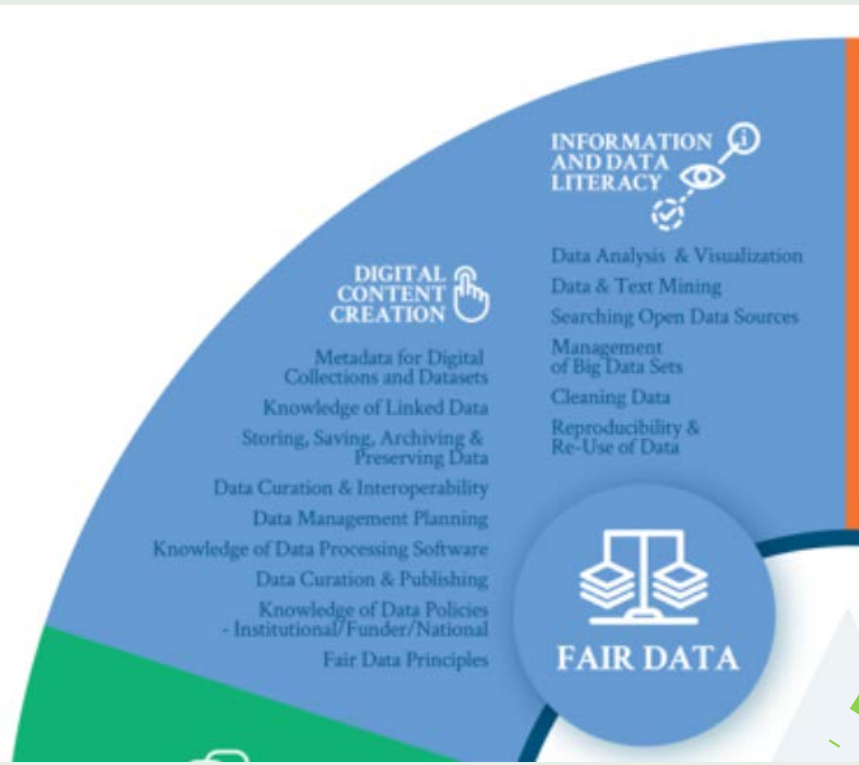 INFORMATION
AND DATA
LITERACY
Data Analysis & Visualization
Data & Text Mining
Searching Open Data Sources
Management
of Big Data Sets
Cleaning Data
Reproducibility &
Re-Use of Data
DIGITAL
CONTENT
CREATION
Metadata for Digital
Collections and Datasets
Knowledge of Linked Data
Storing, Saving, Archiving &
Preserving Data
Data Curation & Interoperability
Data Management Planning
Knowledge of Data Processing Software
Data Curation & Publishing
Knowledge of Data Policies
- Institutional/Funder/National
Fair Data Principles
FAIR DATA